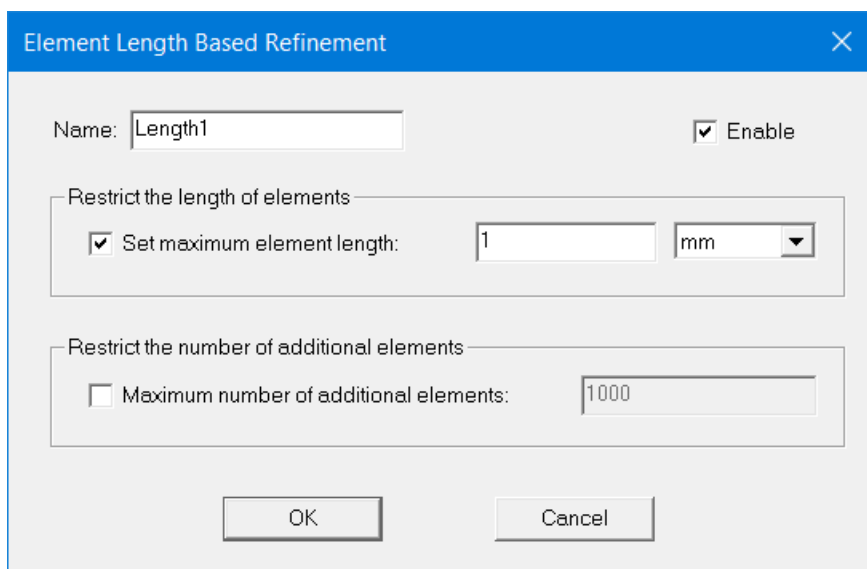 Element Length Based Refinement
Name: Length1 Enable
Restrict the length of elements
Set maximum element length: 1 mm
Restrict the number of additional elements
Maximum number of additional elements: 1000
OK Cancel